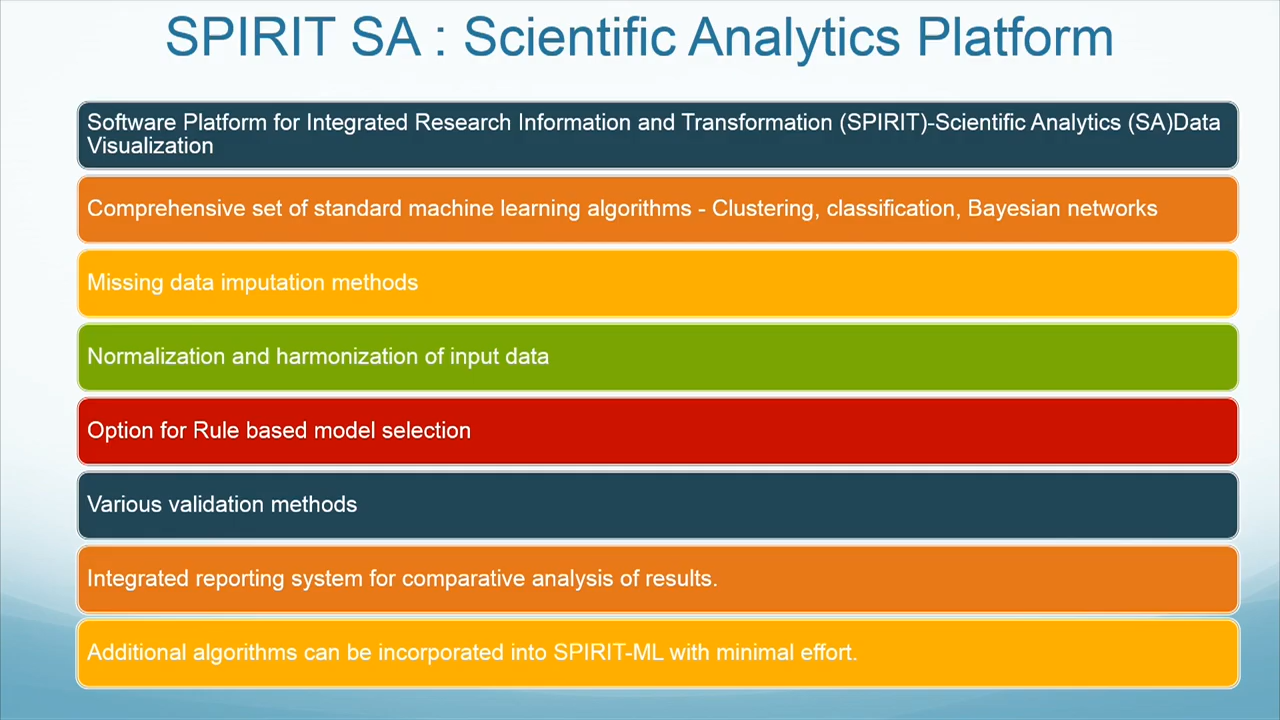 SPIRIT SA : Scientific Analytics Platform
Software Platform for Integrated Research Information and Transformation (SPIRIT)-Scientific Analytics (SA)Data
Visualization
Comprehensive set of standard machine learning algorithms - Clustering, classification, Bayesian networks
Missing data imputation methods
Normalization and harmonization of input data
Option for Rule based model selection
Various validation methods
Integrated reporting system for comparative analysis of results.
Additional algorithms can be incorporated into SPIRIT-ML with minimal effort.